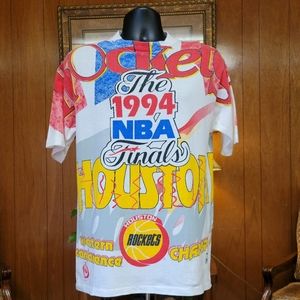 Rockets
The
1994
NBA
Finals
HOUSTON
HOUSTON
ROCKETS
Western
Conference
CHAMPS